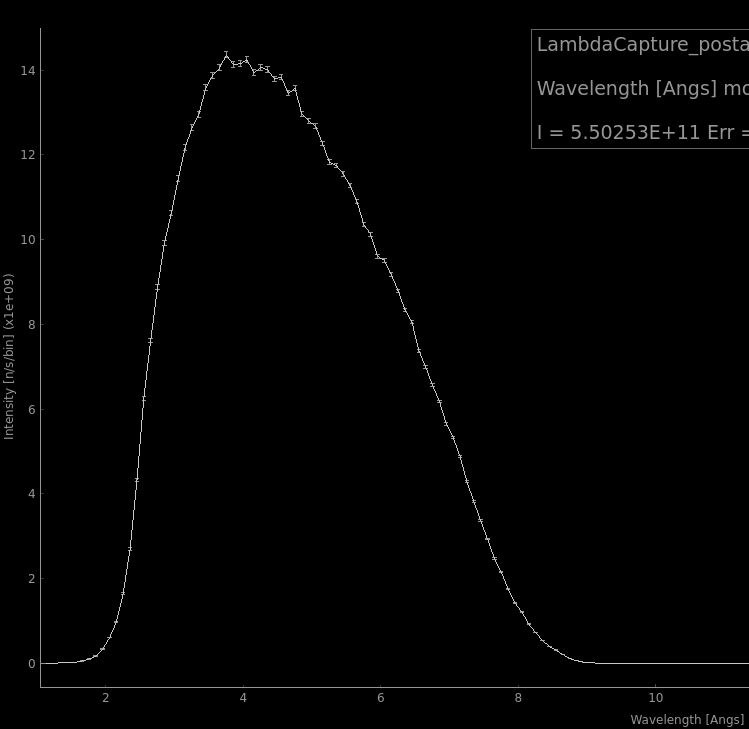 LambdaCapture_posta
Wavelength [Angs] mo
I = 5.50253E+11 Err =
14
12
10
8
6
4
2
0
Intensity [n/s/bin] (x1e+09)
2 4 6 8 10
Wavelength [Angs]